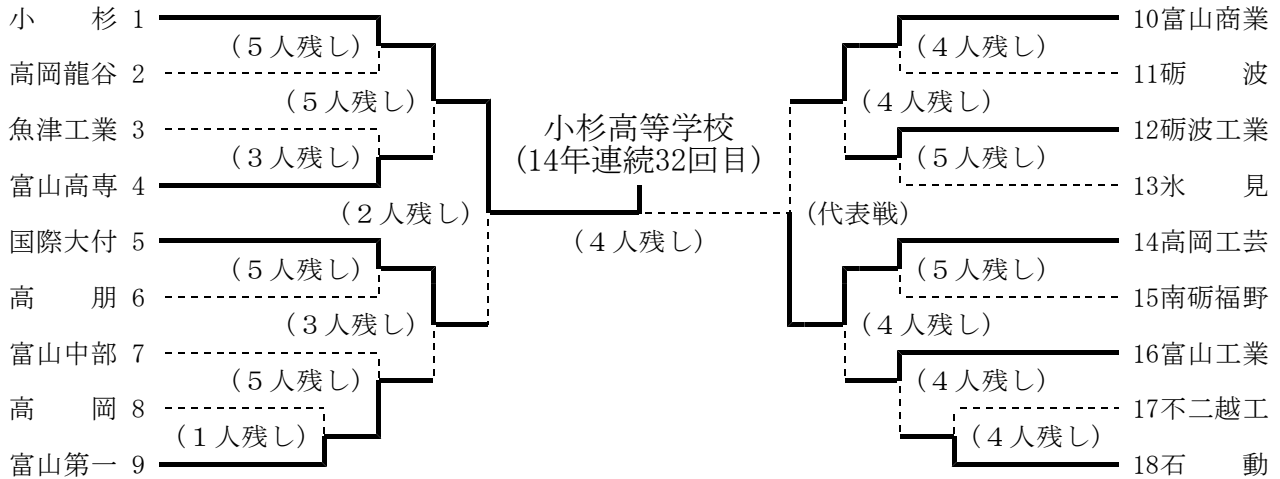 小　　杉 1
（５人残し）
高岡龍谷 2
（５人残し）
魚津工業 3
（３人残し）
富山高専 4
（２人残し）
国際大付 5
（５人残し）
高　　朋 6
（３人残し）
富山中部 7
（５人残し）
高　　岡 8
（１人残し）
富山第一 9
小杉高等学校
（14年連続32回目）
（４人残し）
10富山商業
（４人残し）
11砺　　波
（４人残し）
12砺波工業
（５人残し）
13氷　　見
（代表戦）
14高岡工芸
（５人残し）
15南砺福野
（４人残し）
16富山工業
（４人残し）
17不二越工
（４人残し）
18石　　動